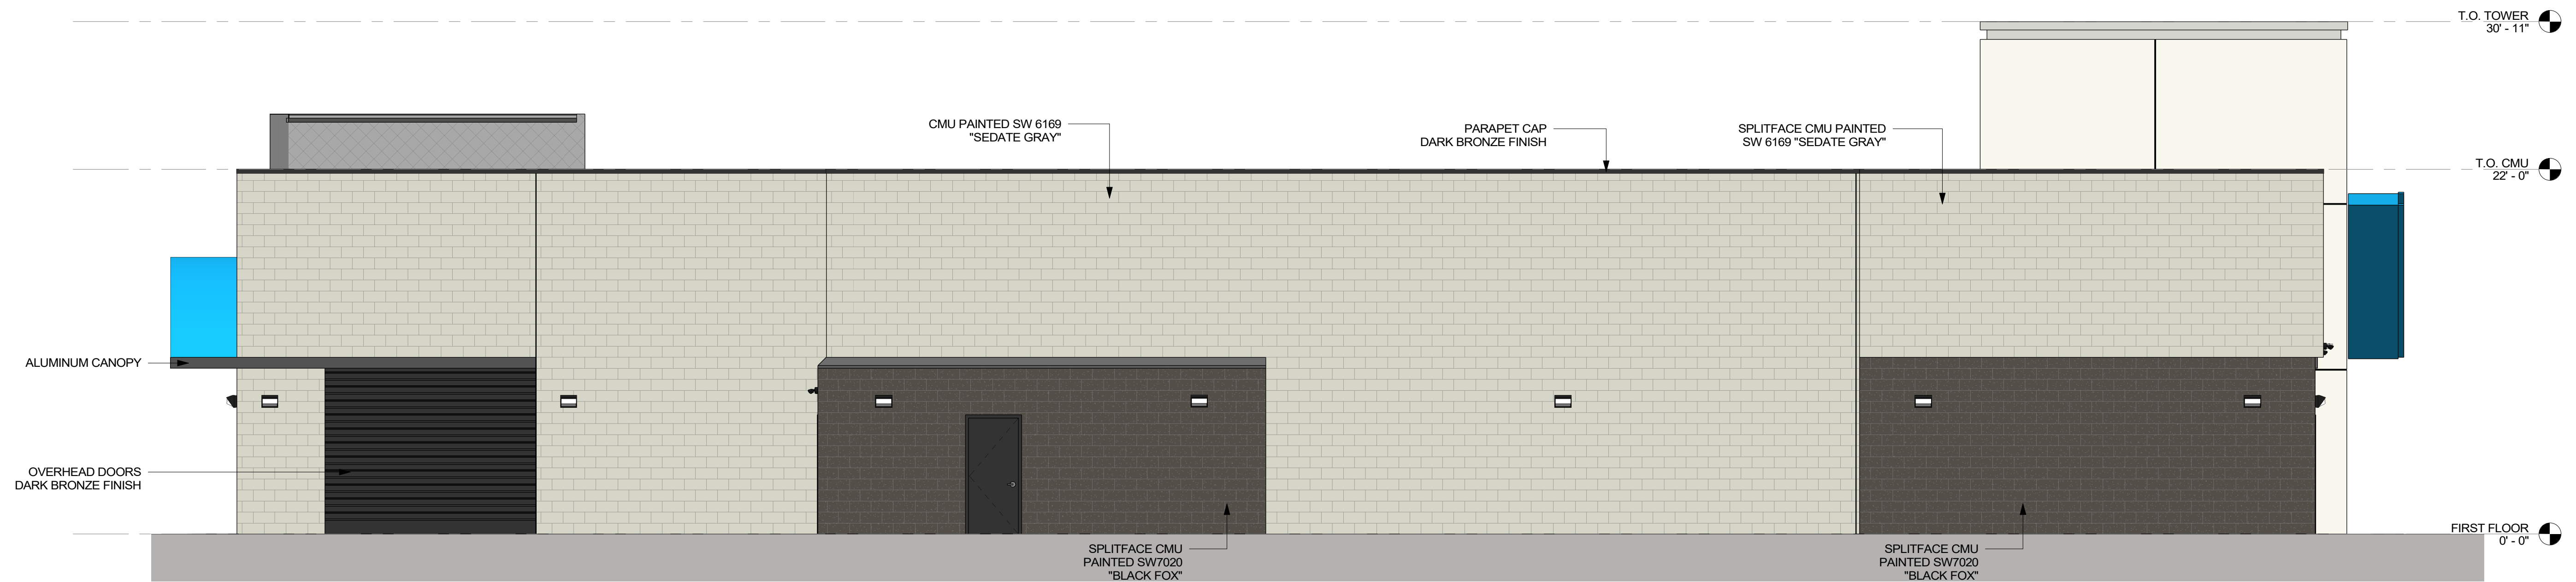 T.O. TOWER
30' - 11"
CMU PAINTED SW 6169
"SEDATE GRAY"
PARAPET CAP
DARK BRONZE FINISH
SPLITFACE CMU PAINTED
SW 6169 "SEDATE GRAY"
T.O. CMU
22' - 0"
ALUMINUM CANOPY
OVERHEAD DOORS
DARK BRONZE FINISH
FIRST FLOOR
0' - 0"
SPLITFACE CMU
PAINTED SW7020
"BLACK FOX"
SPLITFACE CMU
PAINTED SW7020
"BLACK FOX"